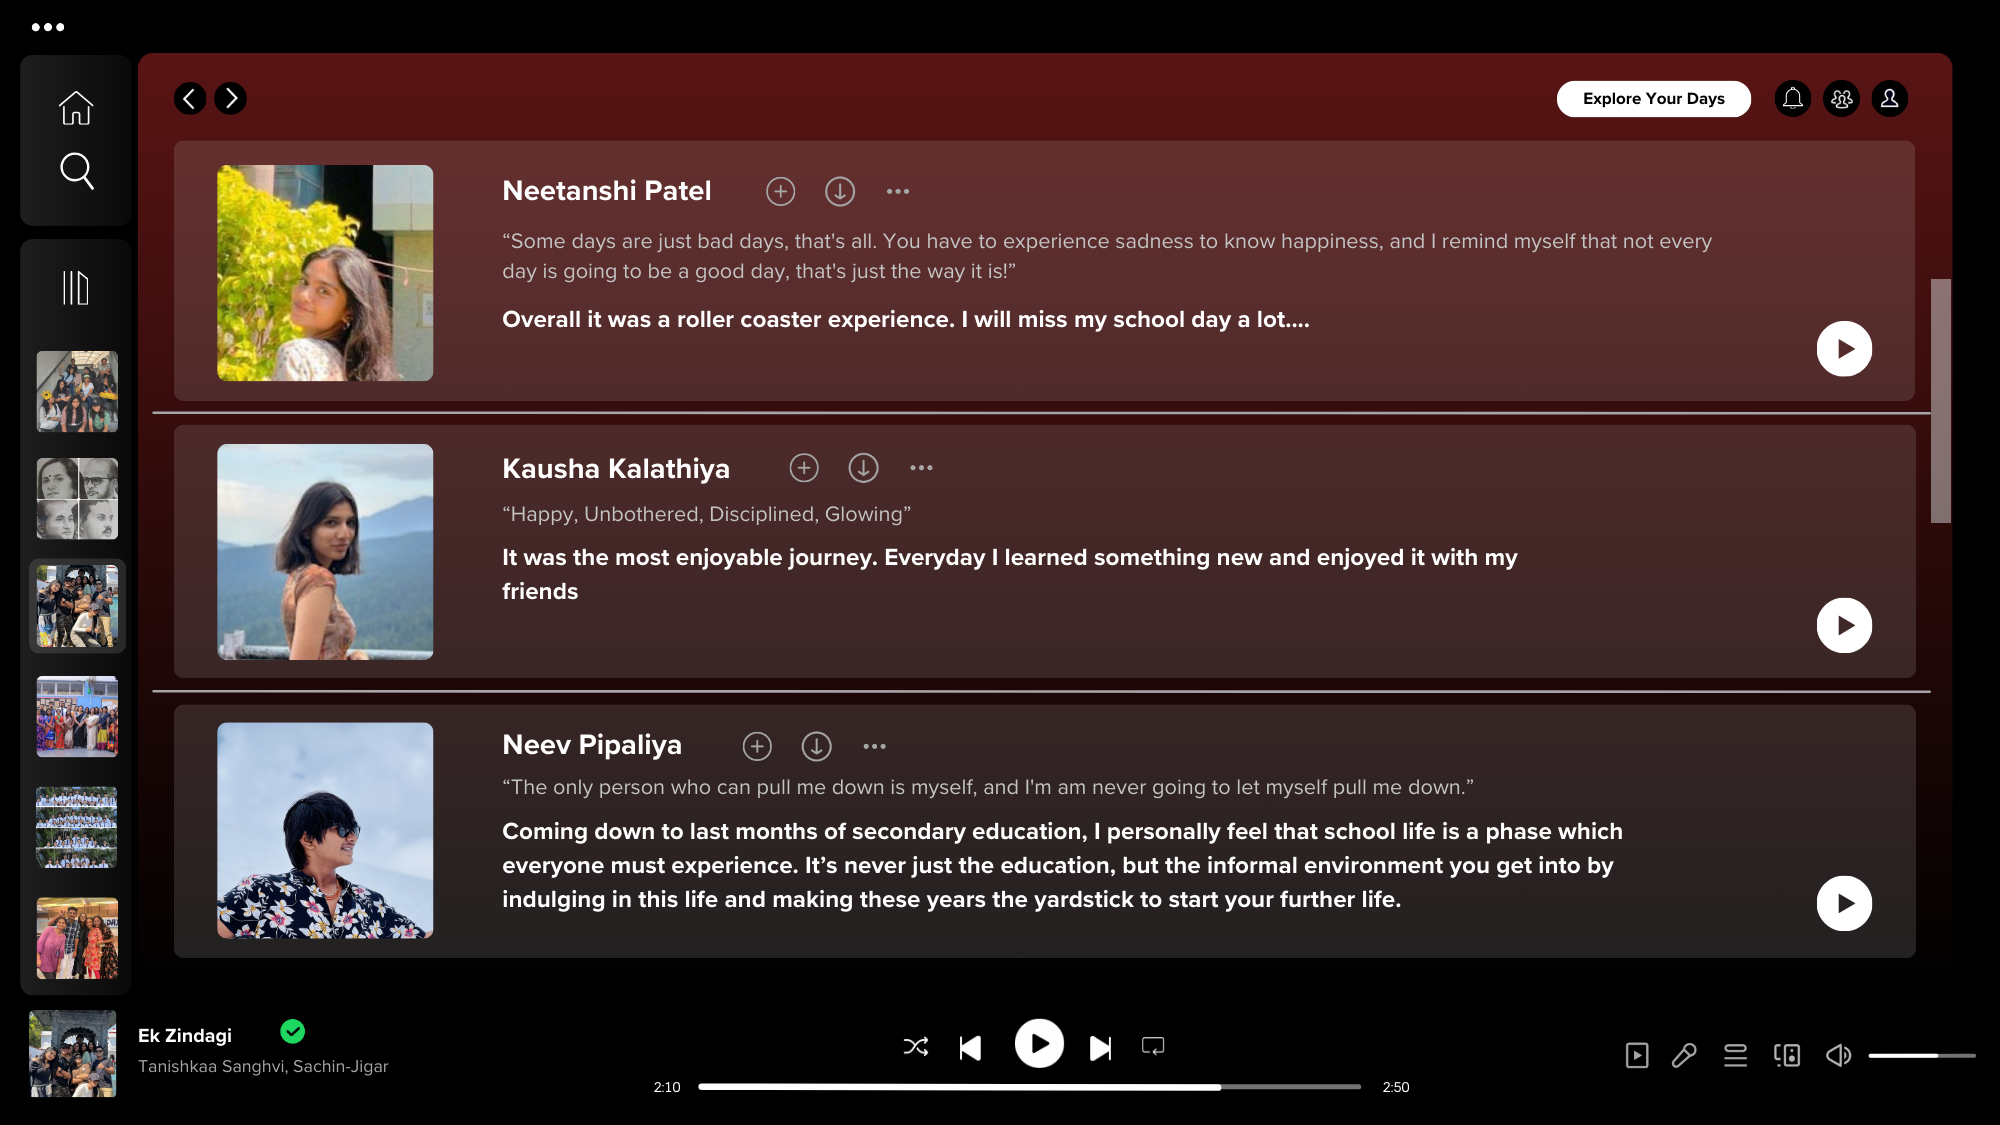 Explore Your Days
Neetanshi Patel
“Some days are just bad days, that's all. You have to experience sadness to know happiness, and I remind myself that not every
day is going to be a good day, that's just the way it is!”
Overall it was a roller coaster experience. I will miss my school day a lot....
Kausha Kalathiya
“Happy, Unbothered, Disciplined, Glowing”
It was the most enjoyable journey. Everyday I learned something new and enjoyed it with my
friends
Neev Pipaliya
“The only person who can pull me down is myself, and I'm am never going to let myself pull me down.”
Coming down to last months of secondary education, I personally feel that school life is a phase which
everyone must experience. It’s never just the education, but the informal environment you get into by
indulging in this life and making these years the yardstick to start your further life.
Ek Zindagi
Tanishkaa Sanghvi, Sachin-Jigar
2:10
2:50